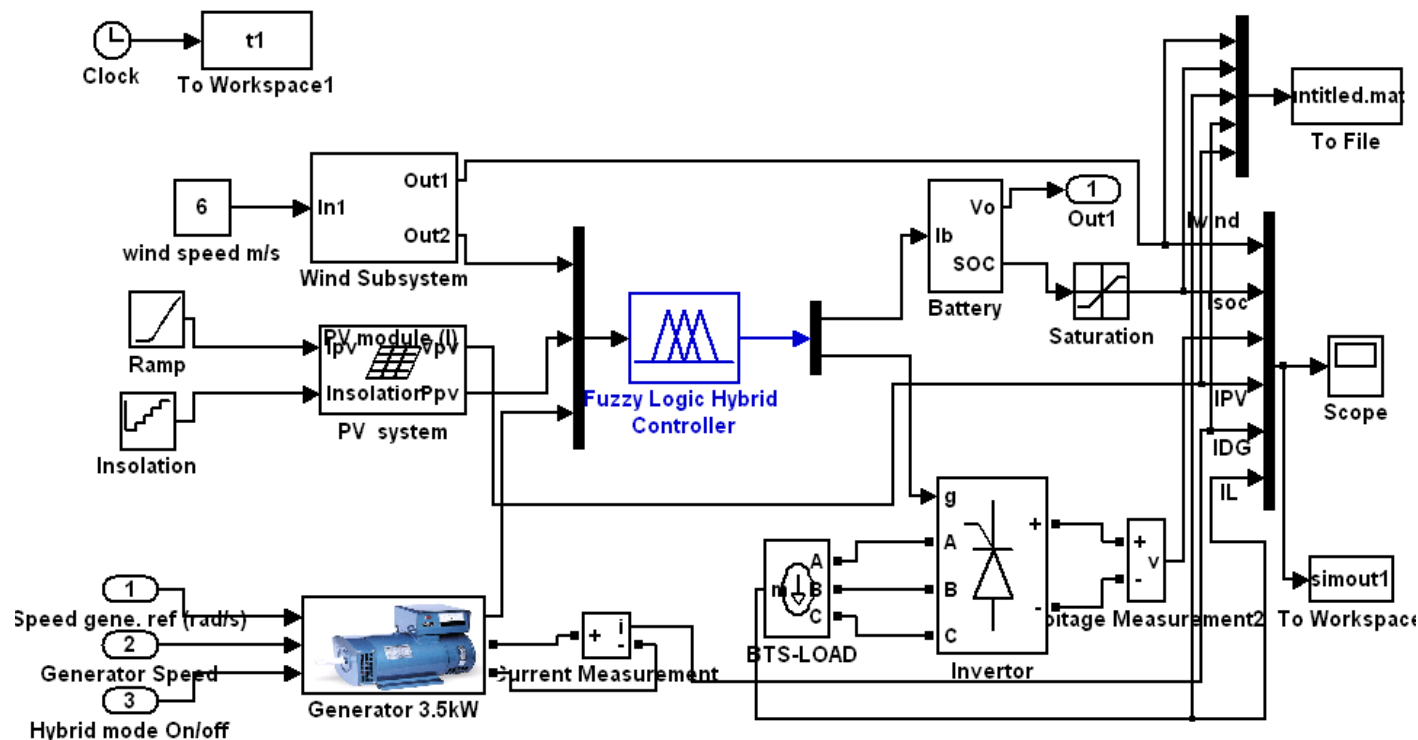 t1
Clock
To Workspace1
ntitled.mat
To File
6
wind speed m/s
In1
Out1
Out2
Wind Subsystem
Ramp
Insolation
PV module (I)
Ipv
Vpv
Insolation
Ppv
PV system
Fuzzy Logic Hybrid
Controller
Ib
Vo
SOC
Battery
1
Out1
Saturation
Iwind
Isoc
IPV
IDG
IL
Scope
simout1
To Workspace
g
A
B
C
+
-
Invertor
+
v
-
oltage Measurement2
m
A
B
C
BTS-LOAD
1
Speed gene. ref (rad/s)
2
Generator Speed
3
Hybrid mode On/off
Generator 3.5kW
+
i
-
Current Measurement